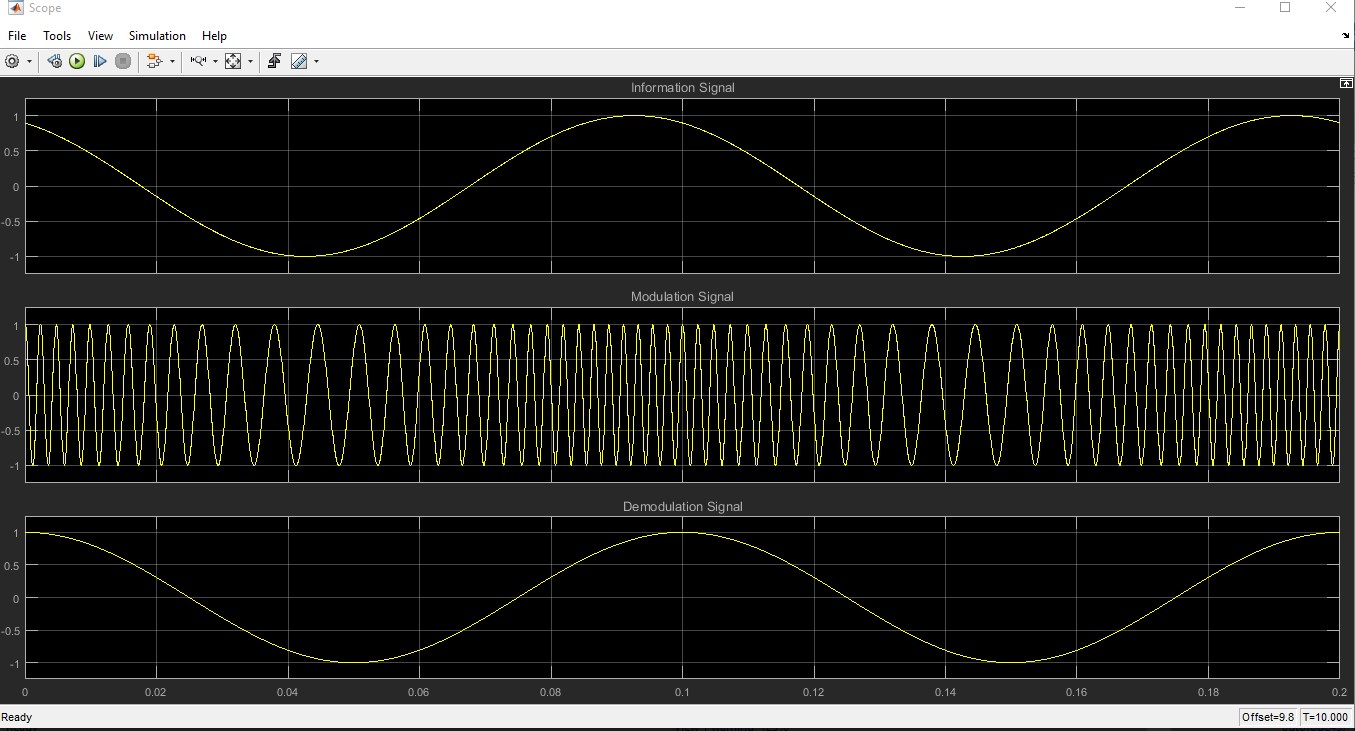 Scope
File Tools View Simulation Help
Information Signal
1
0.5
0
-0.5
-1
Modulation Signal
1
0.5
0
-0.5
-1
Demodulation Signal
1
0.5
0
-0.5
-1
0 0.02 0.04 0.06 0.08 0.1 0.12 0.14 0.16 0.18 0.2
Ready Offset=9.8 T=10.000